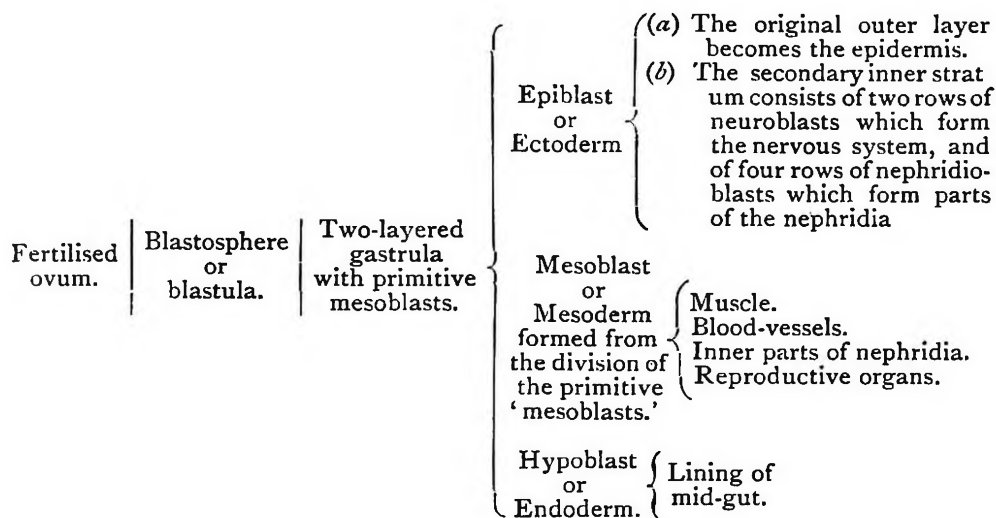 Fertilised
ovum.
Blastosphere
or
blastula.
Two-layered
gastrula
with primitive
mesoblasts.
Epiblast
or
Ectoderm
(a) The original outer layer
becomes the epidermis.
(b) The secondary inner strat
um consists of two rows of
neuroblasts which form
the nervous system, and
of four rows of nephridio-
blasts which form parts
of the nephridia
Mesoblast
or
Mesoderm
formed from
the division of
the primitive
‘mesoblasts.’
Muscle.
Blood-vessels.
Inner parts of nephridia.
Reproductive organs.
Hypoblast
or
Endoderm.
Lining of
mid-gut.